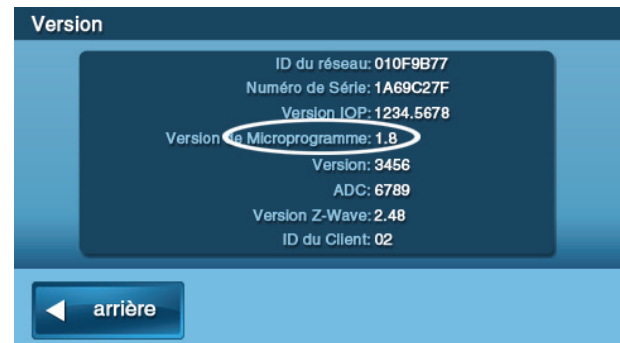 Version
ID du réseau: 010F9B77
Numéro de Série: 1A69C27F
Version IOP: 1234.5678
Version de Microprogramme: 1.8
Version: 3456
ADC: 6789
Version Z-Wave: 2.48
ID du Client: 02
arrière